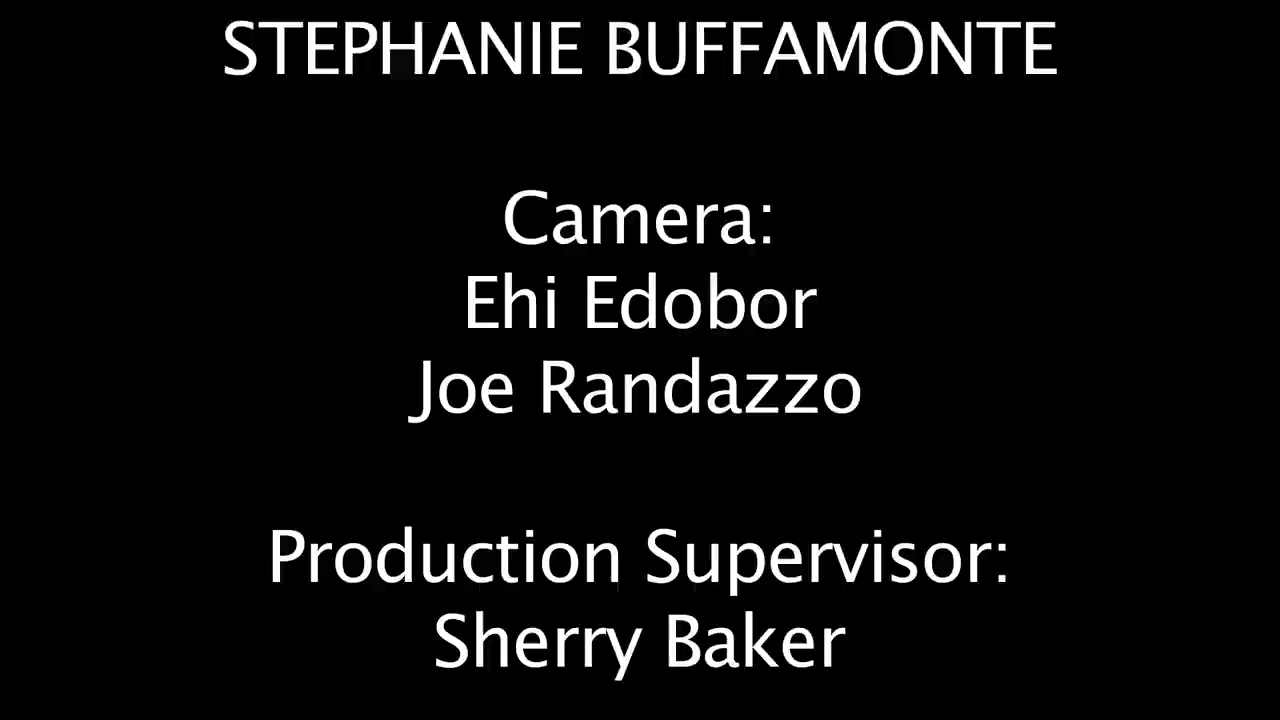 STEPHANIE BUFFAMONTE
Camera:
Ehi Edobor
Joe Randazzo
Production Supervisor:
Sherry Baker